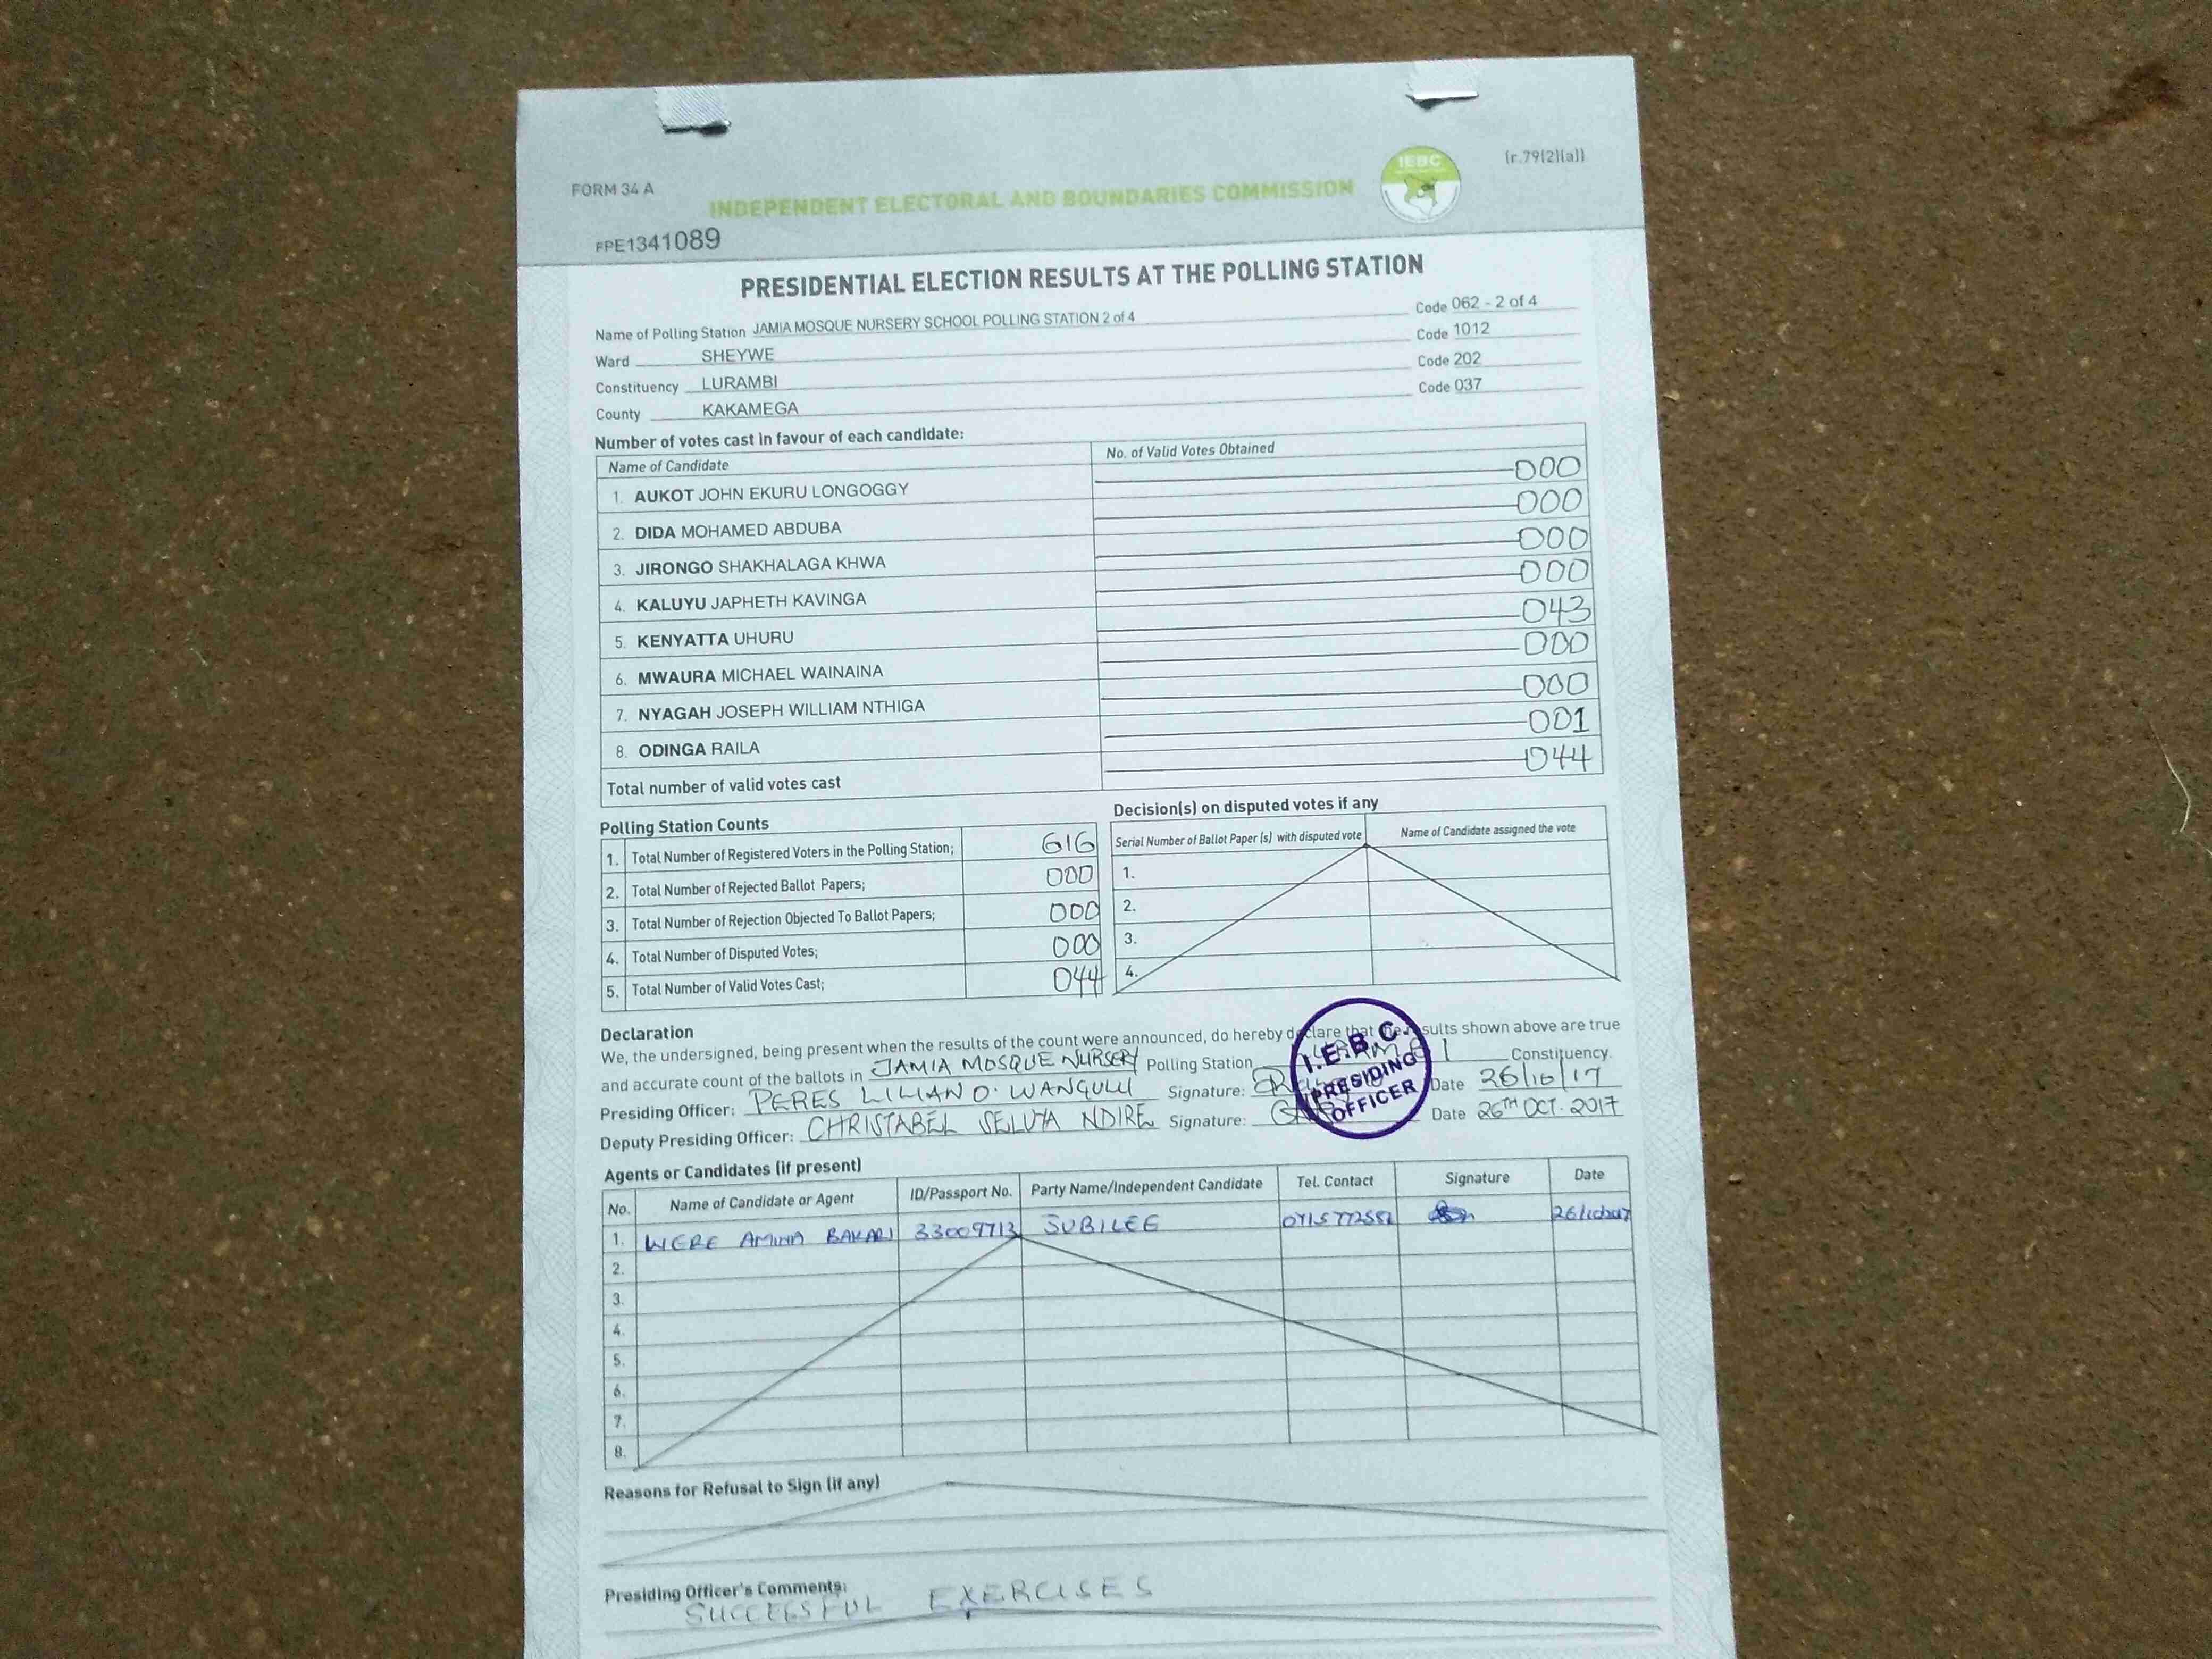 FORM 34 A
INDEPENDENT ELECTORAL AND BOUNDARIES COMMISSION
IEBC
(r.79(2)(a))
FPE1341089
PRESIDENTIAL ELECTION RESULTS AT THE POLLING STATION
Name of Polling Station JAMIA MOSQUE NURSERY SCHOOL POLLING STATION 2 of 4 Code 062 - 2 of 4
Ward SHEYWE Code 1012
Constituency LURAMBI Code 202
County KAKAMEGA Code 037
Number of votes cast in favour of each candidate:
Name of Candidate No. of Valid Votes Obtained
1. AUKOT JOHN EKURU LONGOGGY 000
2. DIDA MOHAMED ABDUBA 000
3. JIRONGO SHAKHALAGA KHWA 000
4. KALUYU JAPHETH KAVINGA 000
5. KENYATTA UHURU 043
6. MWAURA MICHAEL WAINAINA 000
7. NYAGAH JOSEPH WILLIAM NTHIGA 000
8. ODINGA RAILA 001
Total number of valid votes cast 044
Polling Station Counts
1. Total Number of Registered Voters in the Polling Station; 616
2. Total Number of Rejected Ballot Papers; 000
3. Total Number of Rejection Objected To Ballot Papers; 000
4. Total Number of Disputed Votes; 000
5. Total Number of Valid Votes Cast; 044
Decision(s) on disputed votes if any
Serial Number of Ballot Paper (s) with disputed vote Name of Candidate assigned the vote
1.
2.
3.
4.
Declaration
We, the undersigned, being present when the results of the count were announced, do hereby declare that the results shown above are true
and accurate count of the ballots in JAMIA MOSQUE NURSERY Polling Station Constituency.
Presiding Officer: PERES LILIAN O. WANGULU Signature: Date 26/10/17
Deputy Presiding Officer: CHRISTABEL SELUYA NDIRE Signature: Date 26TH OCT. 2017
I.E.B.C.
PRESIDING
OFFICER
Agents or Candidates (if present)
No. Name of Candidate or Agent ID/Passport No. Party Name/Independent Candidate Tel. Contact Signature Date
1. WERE AMINA BAKARI 33009713 JUBILEE
2.
3.
4.
5.
6.
7.
8.
Reasons for Refusal to Sign (if any)
Presiding Officer's Comments:
SUCCESSFUL EXERCISES